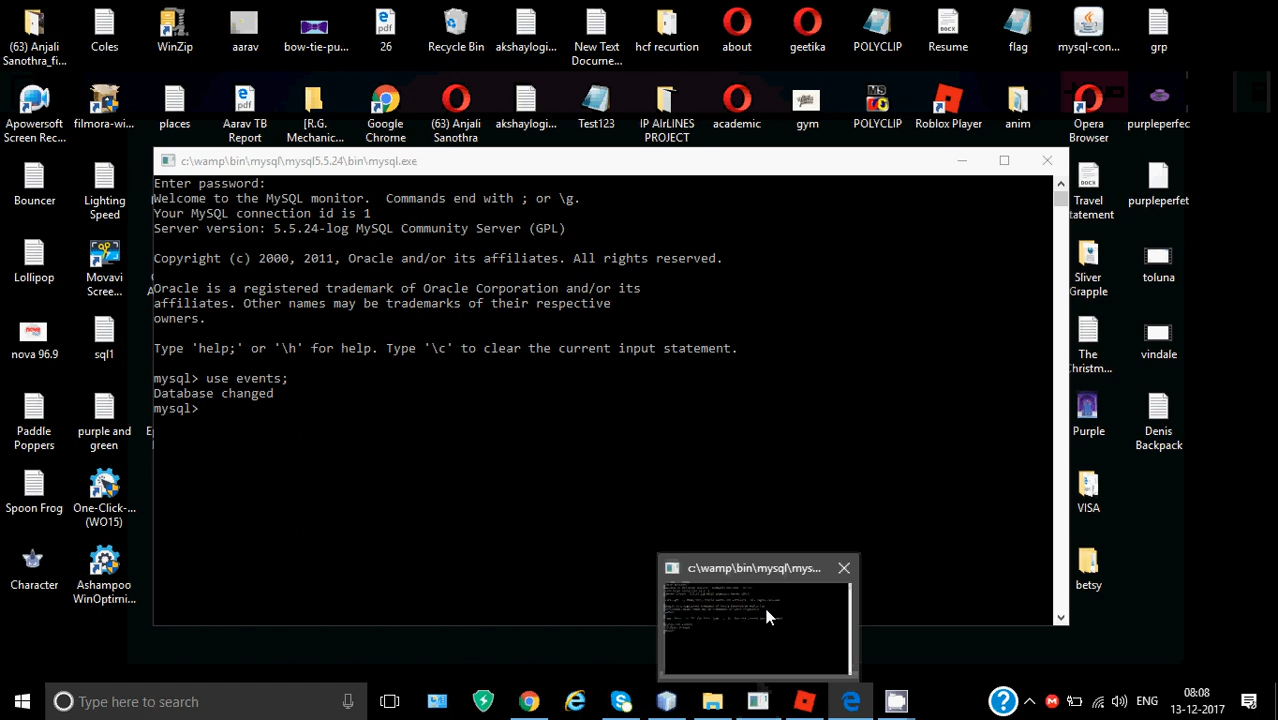 (63) Anjali
Sanothra_fi...
Coles
WinZip
aarav
bow-tie-pu...
pdf
26
Recycle Bin
akshaylogi...
New Text
Docume...
hcf recution
about
geetika
POLYCLIP
DOCX
Resume
flag
mysql-con...
grp
Apowersoft
Screen Rec...
filmora-wi...
places
pdf
Aarav TB
Report
[R.G.
Mechanic...
Google
Chrome
(63) Anjali
Sanothra
akshaylogi...
Test123
IP AirLINES
PROJECT
academic
gym
MS
POLYCLIP
Roblox Player
anim
Opera
Browser
purpleperfec
c:\wamp\bin\mysql\mysql5.5.24\bin\mysql.exe
Enter password:
Welcome to the MySQL monitor.  Commands end with ; or \g.
Your MySQL connection id is 1
Server version: 5.5.24-log MySQL Community Server (GPL)
Copyright (c) 2000, 2011, Oracle and/or its affiliates. All rights reserved.
Oracle is a registered trademark of Oracle Corporation and/or its
affiliates. Other names may be trademarks of their respective
owners.
Type 'help;' or '\h' for help. Type '\c' to clear the current input statement.
mysql> use events;
Database changed
mysql>
Bouncer
Lighting
Speed
DOCX
Travel
tatement
purpleperfet
Lollipop
Movavi
Scree...
Sliver
Grapple
toluna
nova 96.9
sql1
The
Christm...
vindale
Paddle
Poppers
purple and
green
Purple
Denis
Backpack
Spoon Frog
One-Click-...
(WO15)
VISA
Character
Ashampoo
WinOptimi...
betsy
c:\wamp\bin\mysql\mys...
Type here to search
ENG
08:08
13-12-2017